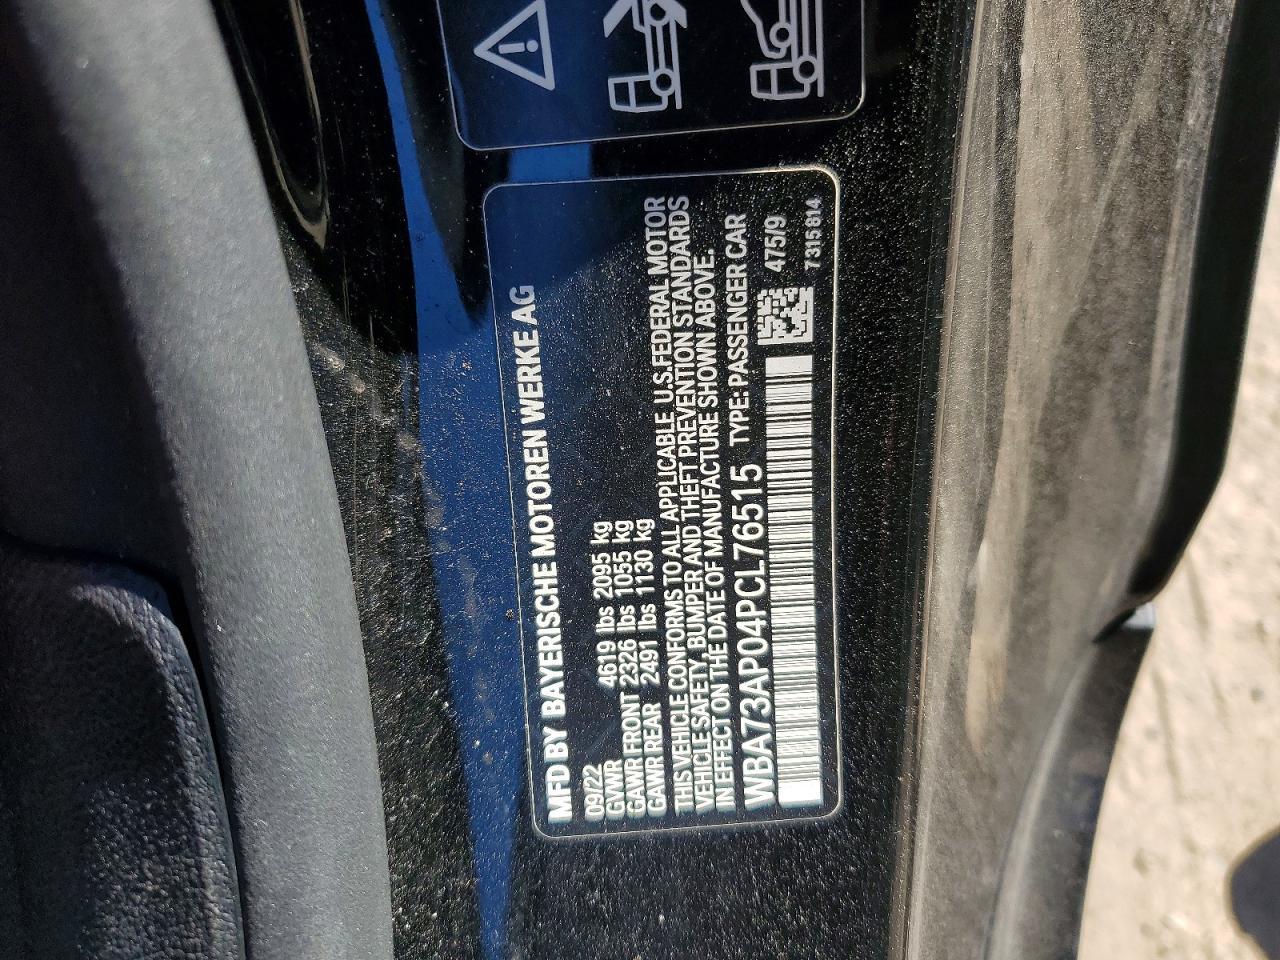 MFD BY BAYERISCHE MOTOREN WERKE AG
09/22
GVWR 4619 lbs 2095 kg
GAWR FRONT 2326 lbs 1055 kg
GAWR REAR 2491 lbs 1130 kg
THIS VEHICLE CONFORMS TO ALL APPLICABLE U.S.FEDERAL MOTOR
VEHICLE SAFETY, BUMPER AND THEFT PREVENTION STANDARDS
IN EFFECT ON THE DATE OF MANUFACTURE SHOWN ABOVE.
WBA73AP04PCL76515 TYPE: PASSENGER CAR
475/9
7315814